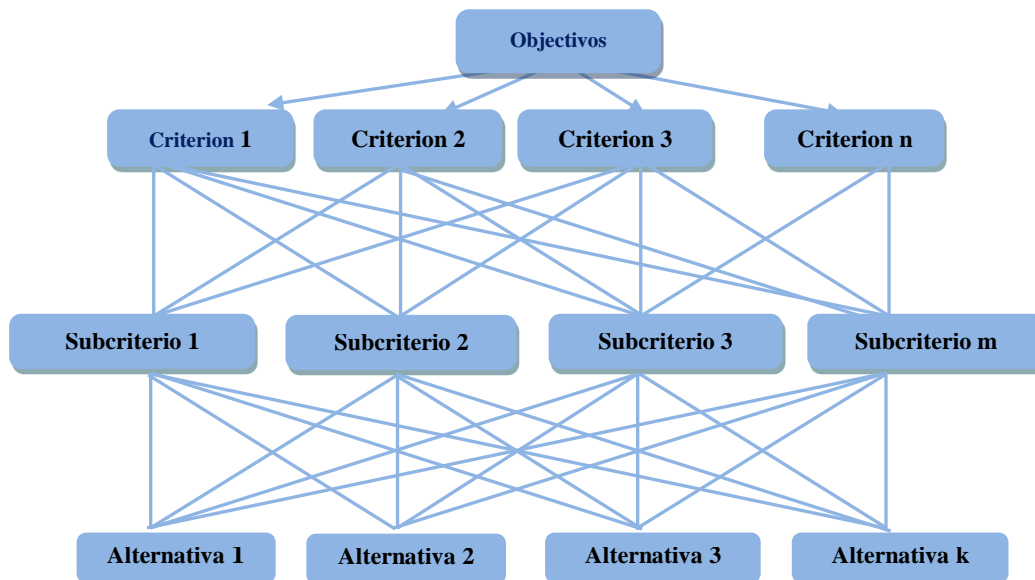 Objectivos
Criterion 1
Criterion 2
Criterion 3
Criterion n
Subcriterio 1
Subcriterio 2
Subcriterio 3
Subcriterio m
Alternativa 1
Alternativa 2
Alternativa 3
Alternativa k